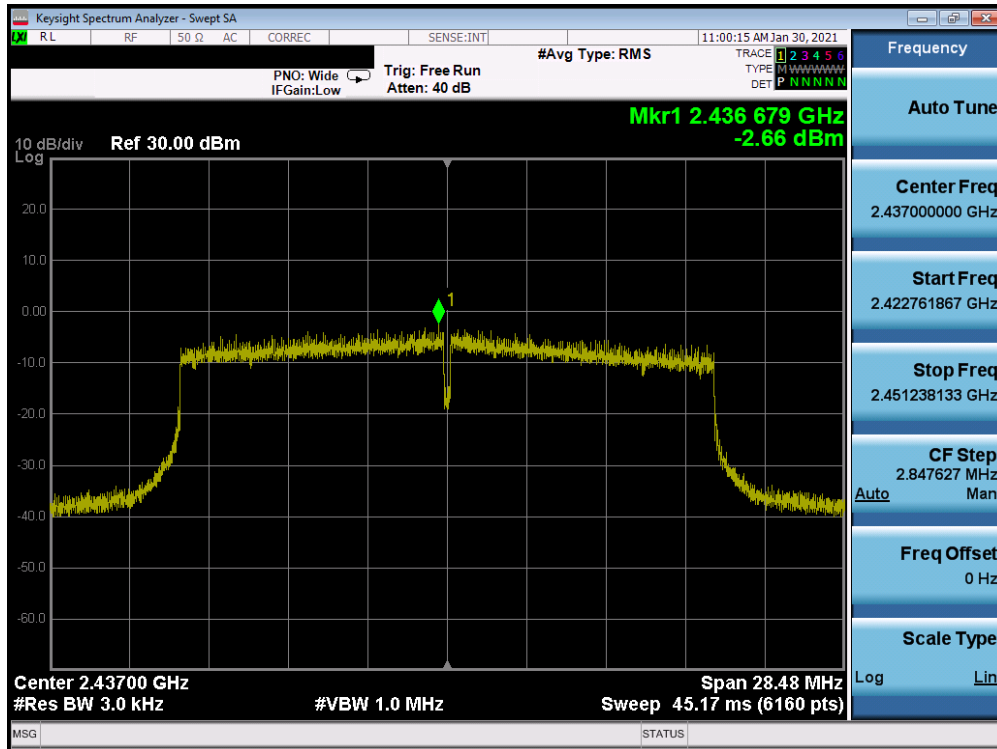 Keysight Spectrum Analyzer - Swept SA
LXI RL RF 50 Ω AC CORREC SENSE:INT 11:00:15 AM Jan 30, 2021
#Avg Type: RMS
TRACE 1 2 3 4 5 6
PNO: Wide Trig: Free Run
TYPE M W W W W W
IFGain:Low Atten: 40 dB
DET P N N N N N
Mkr1 2.436 679 GHz
-2.66 dBm
10 dB/div Ref 30.00 dBm
Log
20.0
10.0
1
0.00
-10.0
-20.0
-30.0
-40.0
-50.0
-60.0
Center 2.43700 GHz Span 28.48 MHz
#Res BW 3.0 kHz #VBW 1.0 MHz Sweep 45.17 ms (6160 pts)
MSG STATUS
Frequency
Auto Tune
Center Freq
2.437000000 GHz
Start Freq
2.422761867 GHz
Stop Freq
2.451238133 GHz
CF Step
2.847627 MHz
Auto Man
Freq Offset
0 Hz
Scale Type
Log Lin